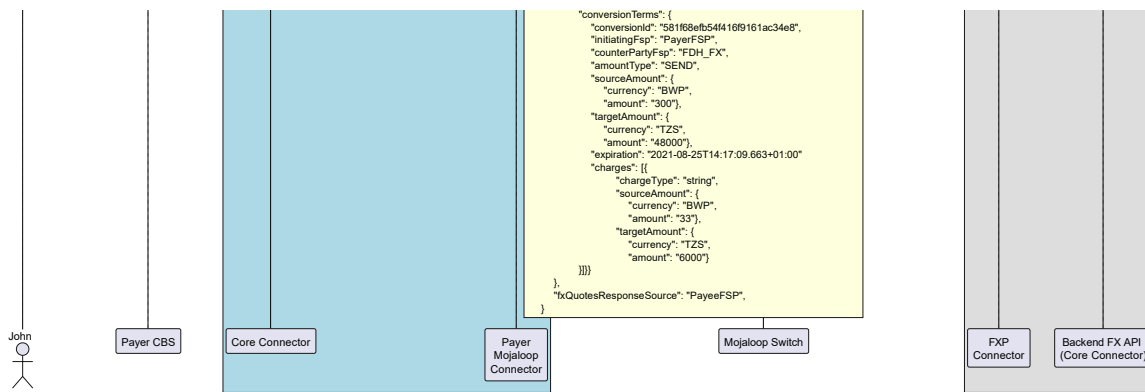 "conversionTerms": {
"conversionId": "581f68efb54f416f9161ac34e8",
"initiatingFsp": "PayerFSP",
"counterPartyFsp": "FDH_FX",
"amountType": "SEND",
"sourceAmount": {
"currency": "BWP",
"amount": "300"},
"targetAmount": {
"currency": "TZS",
"amount": "48000"},
"expiration": "2021-08-25T14:17:09.663+01:00"
"charges": [{
"chargeType": "string",
"sourceAmount": {
"currency": "BWP",
"amount": "33"},
"targetAmount": {
"currency": "TZS",
"amount": "6000"}
}]}}
},
"fxQuotesResponseSource": "PayeeFSP",
}
John
Payer CBS
Core Connector
Payer
Mojaloop
Connector
Mojaloop Switch
FXP
Connector
Backend FX API
(Core Connector)